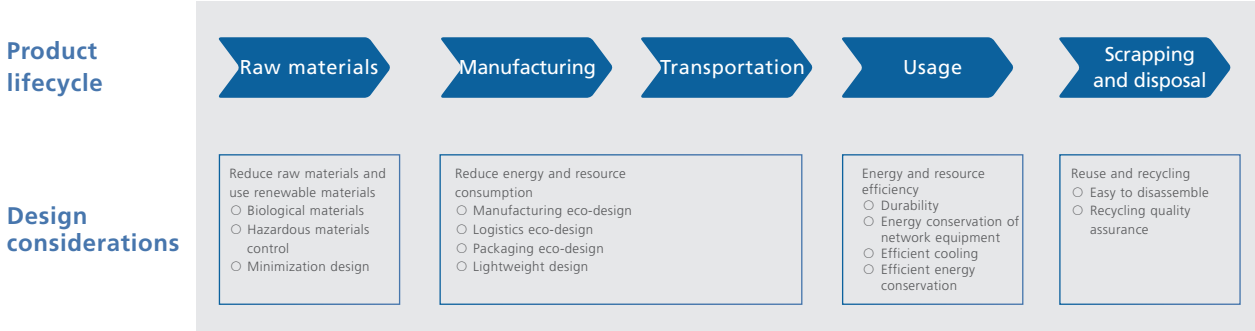 Product
lifecycle
Raw materials
Manufacturing
Transportation
Usage
Scrapping
and disposal
Design
considerations
Reduce raw materials and
use renewable materials
○ Biological materials
○ Hazardous materials
control
○ Minimization design
Reduce energy and resource
consumption
○ Manufacturing eco-design
○ Logistics eco-design
○ Packaging eco-design
○ Lightweight design
Energy and resource
efficiency
○ Durability
○ Energy conservation of
network equipment
○ Efficient cooling
○ Efficient energy
conservation
Reuse and recycling
○ Easy to disassemble
○ Recycling quality
assurance